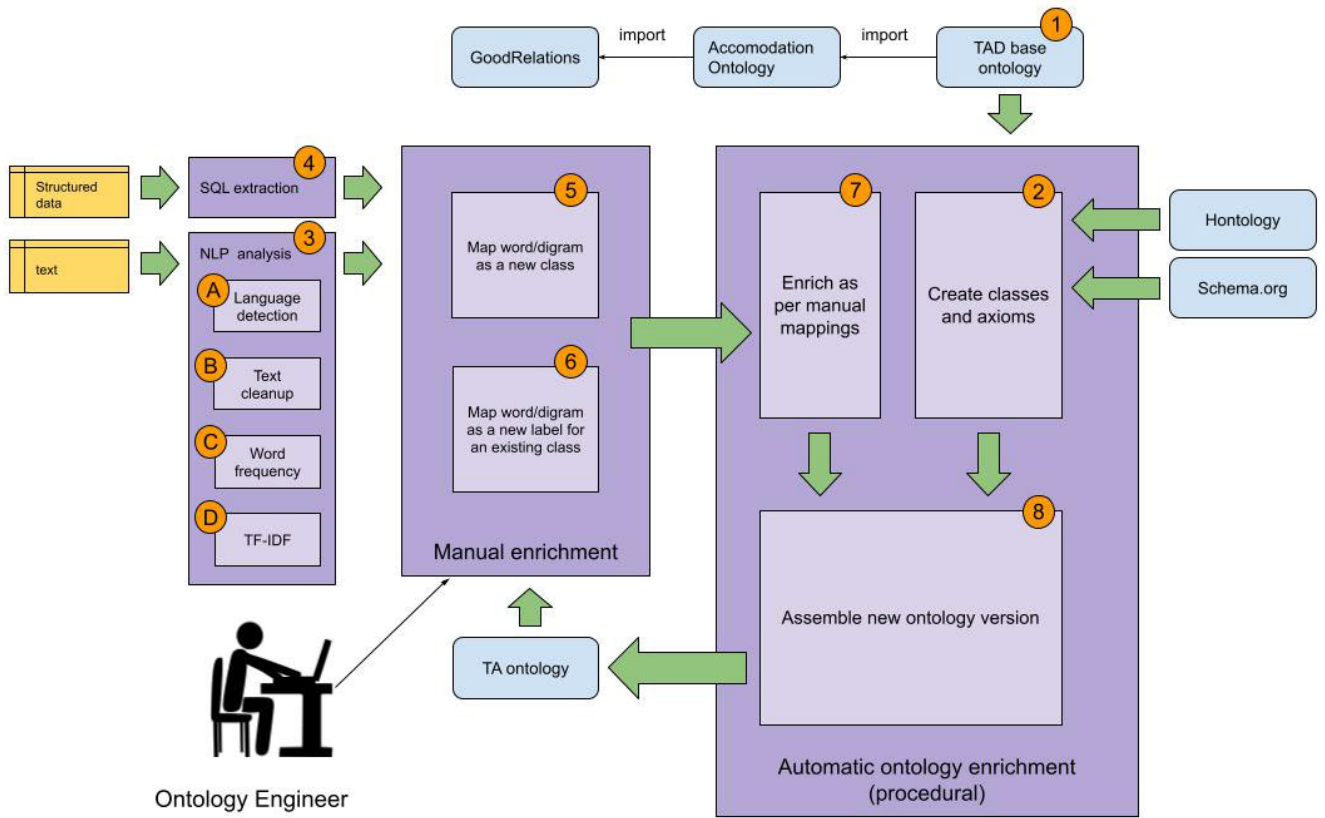 1
import
import
GoodRelations
Accomodation
Ontology
TAD base
ontology
Structured
data
4
SQL extraction
text
3
NLP analysis
A
Language
detection
B
Text
cleanup
C
Word
frequency
D
TF-IDF
5
Map word/digram
as a new class
6
Map word/digram
as a new label for
an existing class
Manual enrichment
7
Enrich as
per manual
mappings
2
Create classes
and axioms
Hontology
Schema.org
8
Assemble new ontology version
TA ontology
Automatic ontology enrichment
(procedural)
Ontology Engineer